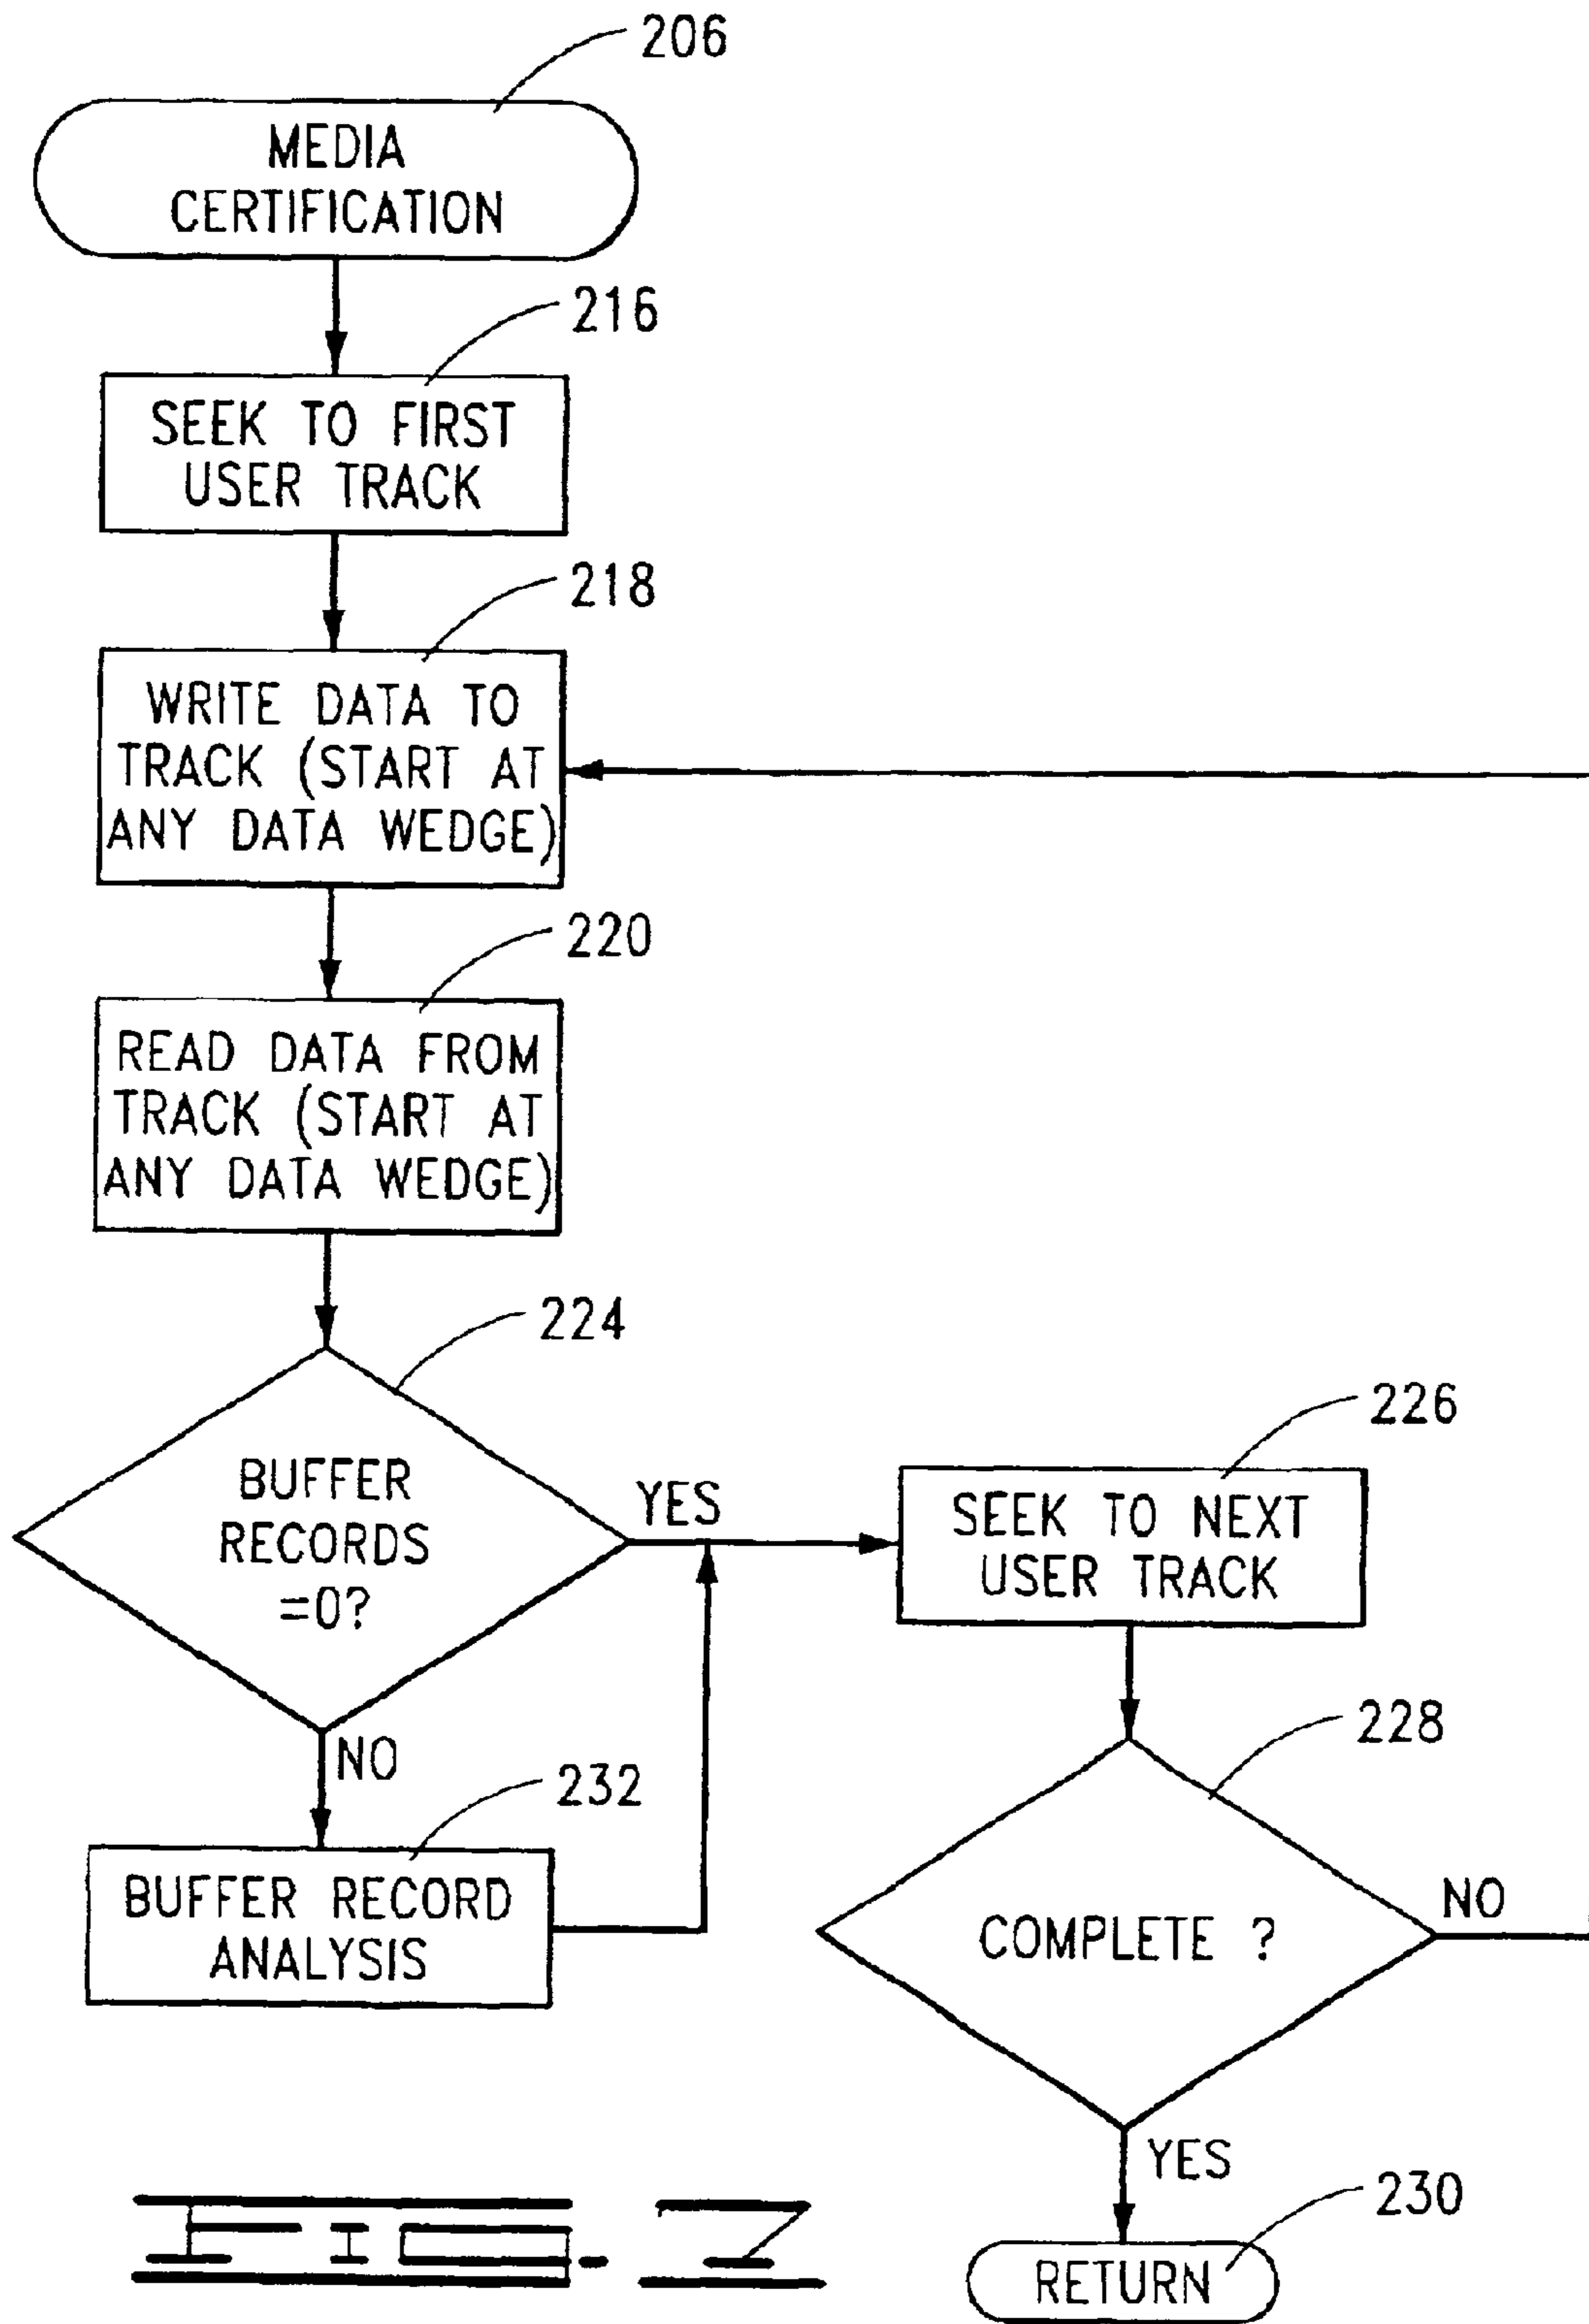 206
MEDIA
CERTIFICATION
216
SEEK TO FIRST
USER TRACK
218
WRITE DATA TO
TRACK (START AT
ANY DATA WEDGE)
220
READ DATA FROM
TRACK (START AT
ANY DATA WEDGE)
224
BUFFER
RECORDS
=0?
YES
NO
232
BUFFER RECORD
ANALYSIS
226
SEEK TO NEXT
USER TRACK
228
COMPLETE ?
NO
YES
230
RETURN